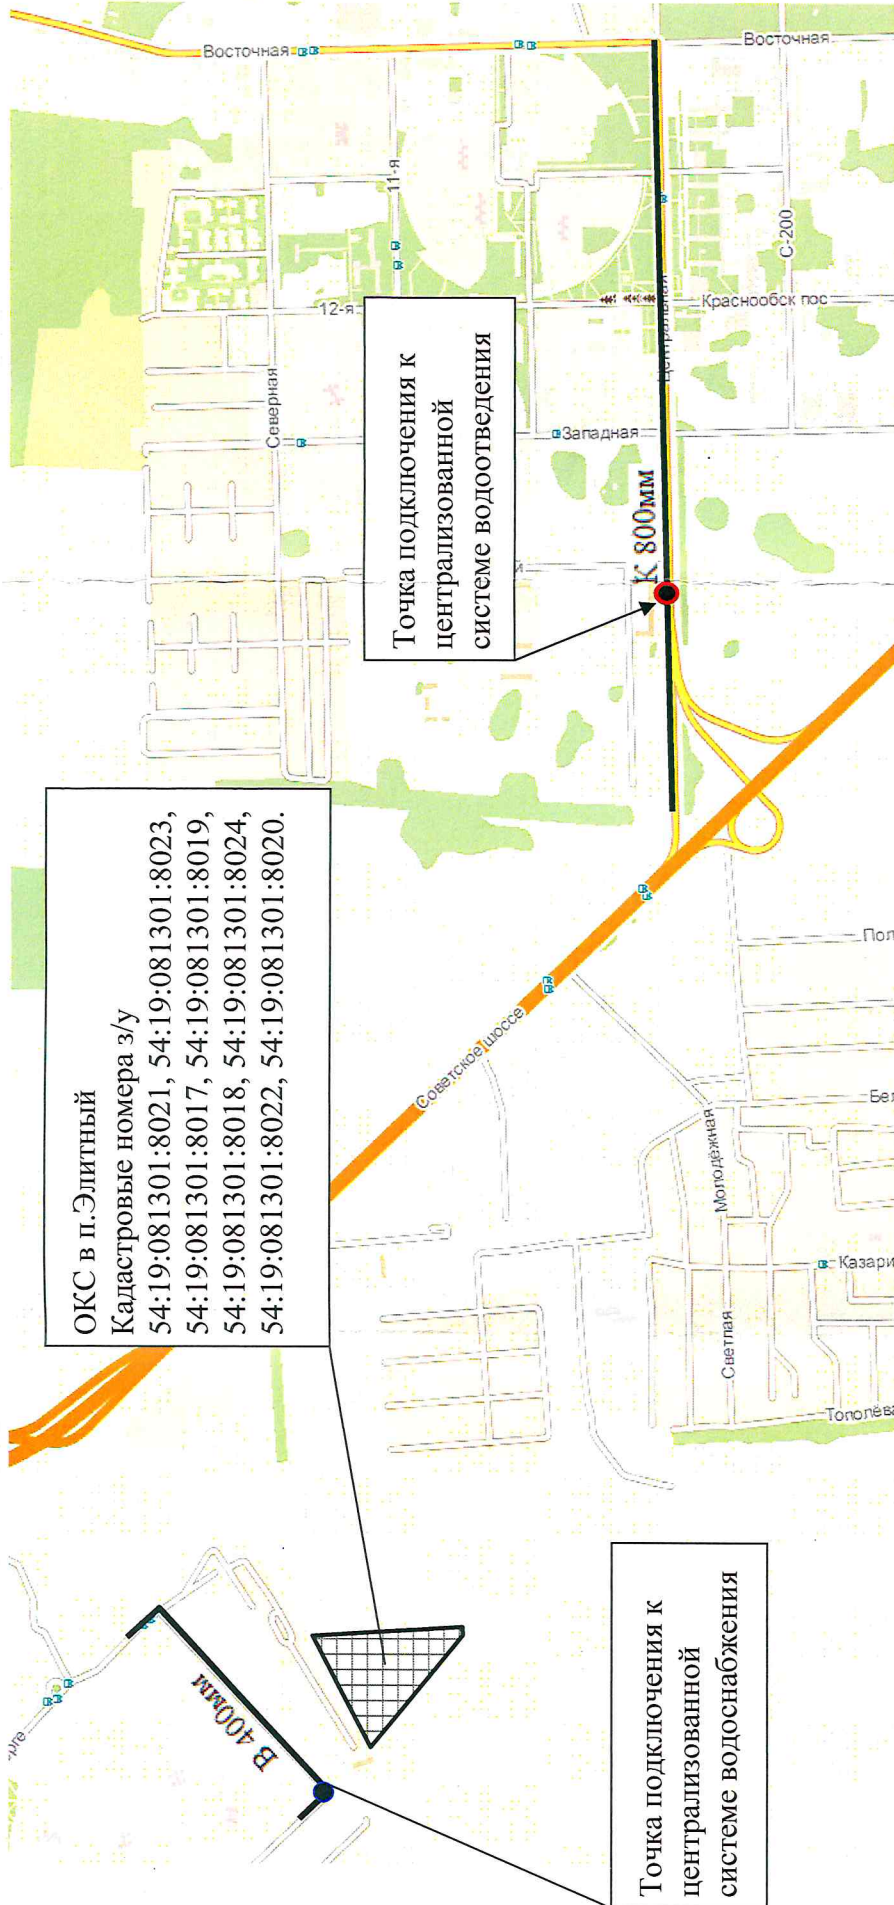 Восточная
Восточная
11-я
12-я
Северная
С-200
Краснообск пос
Центральная
Западная
Точка подключения к
централизованной
системе водоотведения
К 800мм
ОКС в п.Элитный
Кадастровые номера з/у
54:19:081301:8021, 54:19:081301:8023,
54:19:081301:8017, 54:19:081301:8019,
54:19:081301:8018, 54:19:081301:8024,
54:19:081301:8022, 54:19:081301:8020.
Советское шоссе
Пол
Бел
Молодёжная
Казари
Светлая
Тополёва
В 400мм
Точка подключения к
централизованной
системе водоснабжения